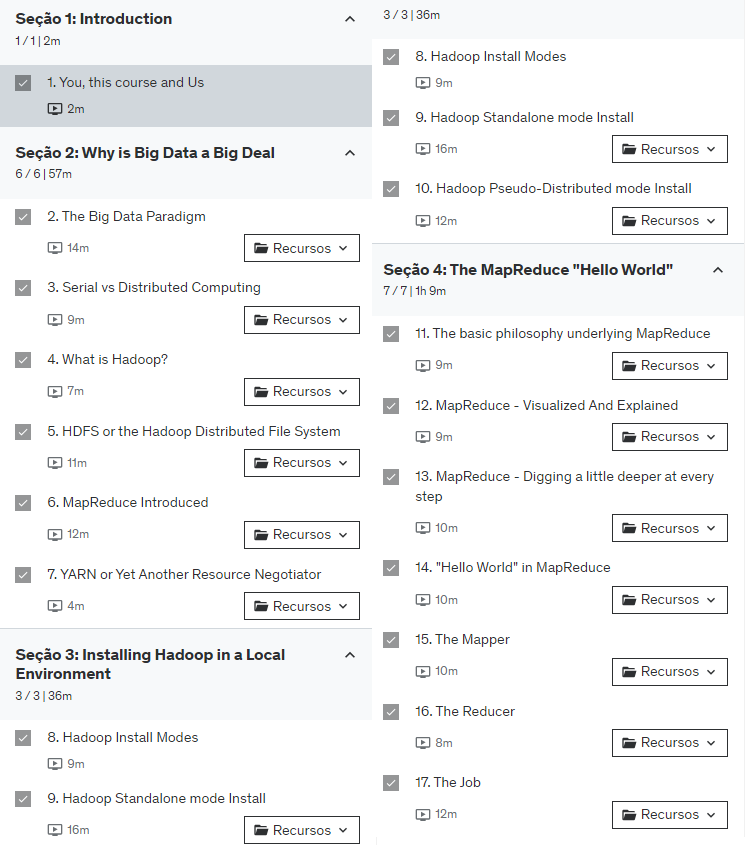 Seção 1: Introduction
1 / 1 | 2m
1. You, this course and Us
2m
Seção 2: Why is Big Data a Big Deal
6 / 6 | 57m
2. The Big Data Paradigm
14m
Recursos
3. Serial vs Distributed Computing
9m
Recursos
4. What is Hadoop?
7m
Recursos
5. HDFS or the Hadoop Distributed File System
11m
Recursos
6. MapReduce Introduced
12m
Recursos
7. YARN or Yet Another Resource Negotiator
4m
Recursos
Seção 3: Installing Hadoop in a Local
Environment
3 / 3 | 36m
8. Hadoop Install Modes
9m
9. Hadoop Standalone mode Install
16m
Recursos
3 / 3 | 36m
8. Hadoop Install Modes
9m
9. Hadoop Standalone mode Install
16m
Recursos
10. Hadoop Pseudo-Distributed mode Install
12m
Recursos
Seção 4: The MapReduce "Hello World"
7 / 7 | 1h 9m
11. The basic philosophy underlying MapReduce
9m
Recursos
12. MapReduce - Visualized And Explained
9m
Recursos
13. MapReduce - Digging a little deeper at every
step
10m
Recursos
14. "Hello World" in MapReduce
10m
Recursos
15. The Mapper
10m
Recursos
16. The Reducer
8m
Recursos
17. The Job
12m
Recursos